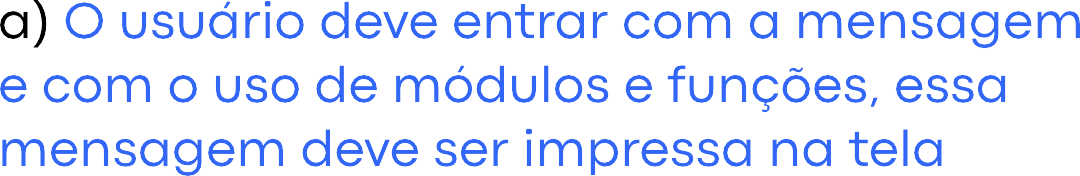 a) O usuário deve entrar com a mensagem
e com o uso de módulos e funções, essa
mensagem deve ser impressa na tela